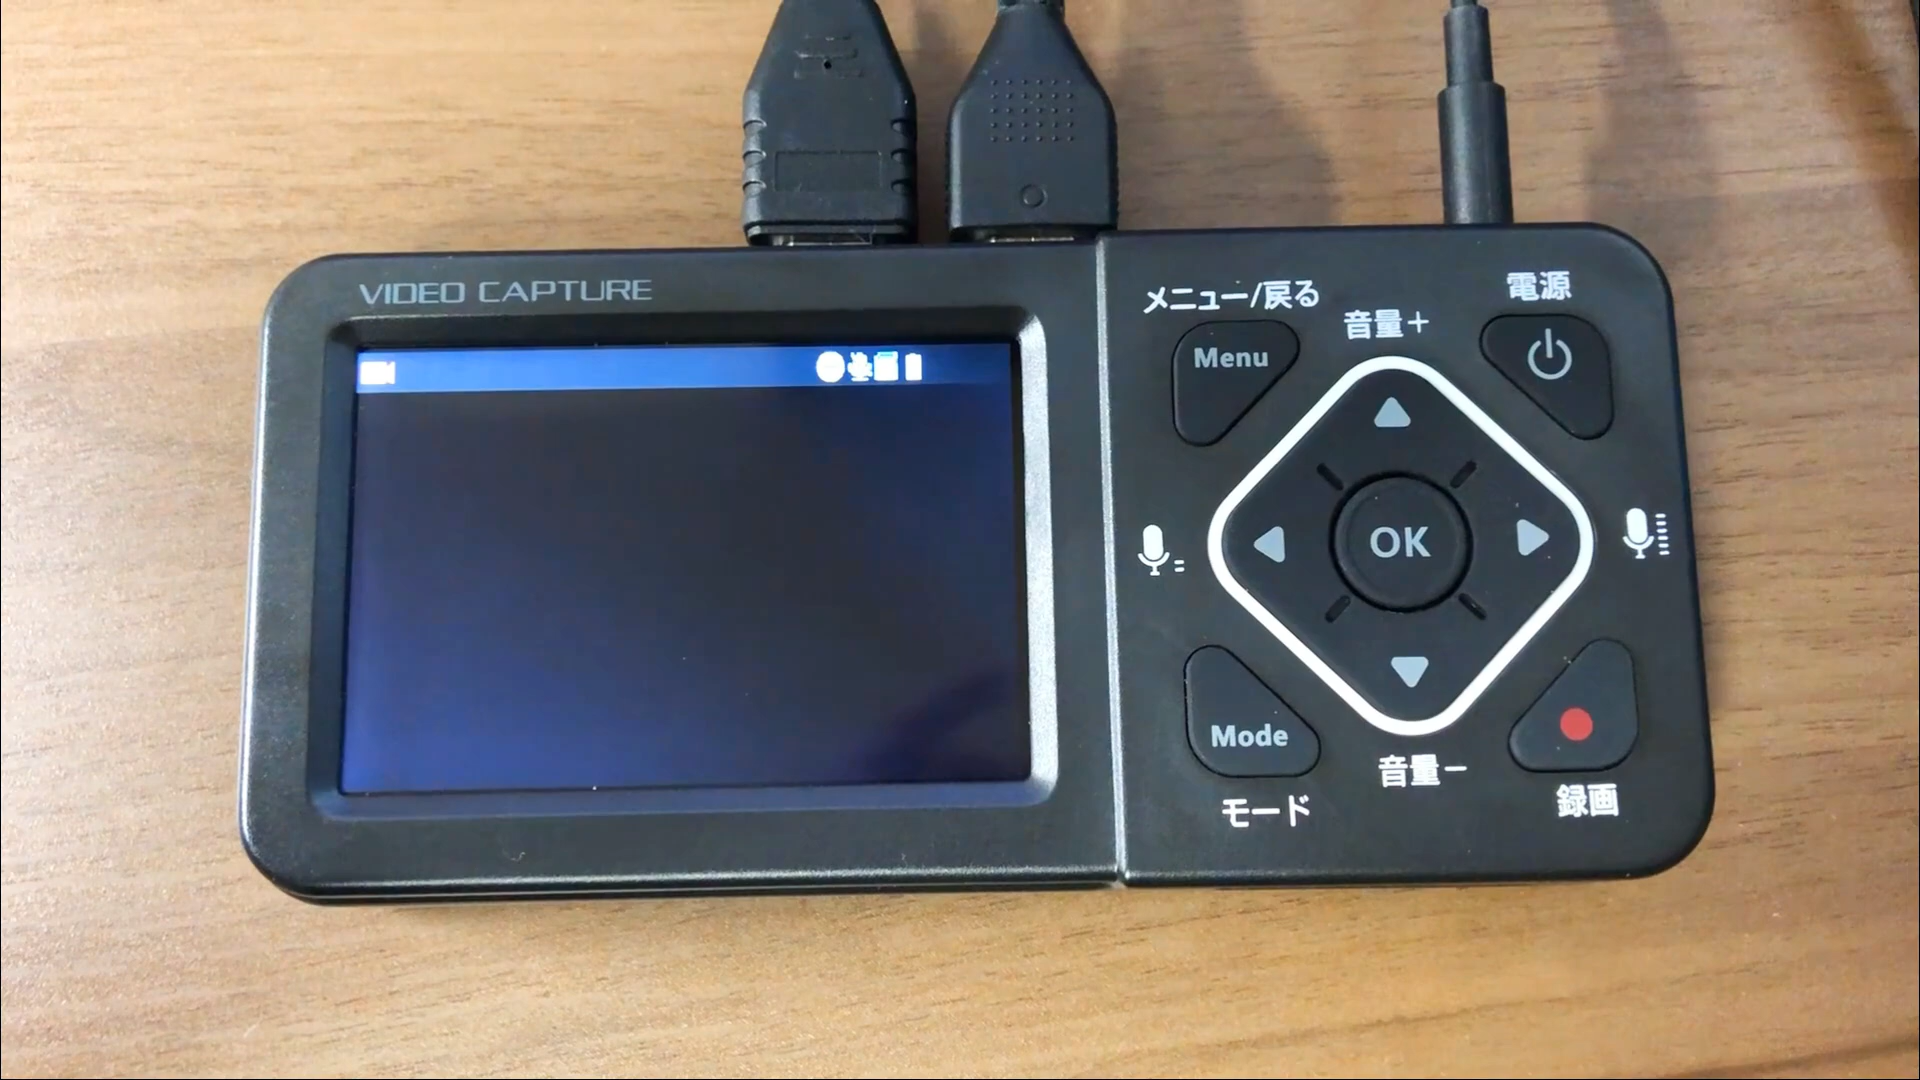 VIDEO CAPTURE
メニュー/戻る
電源
音量+
Menu
OK
Mode
音量-
モード
録画